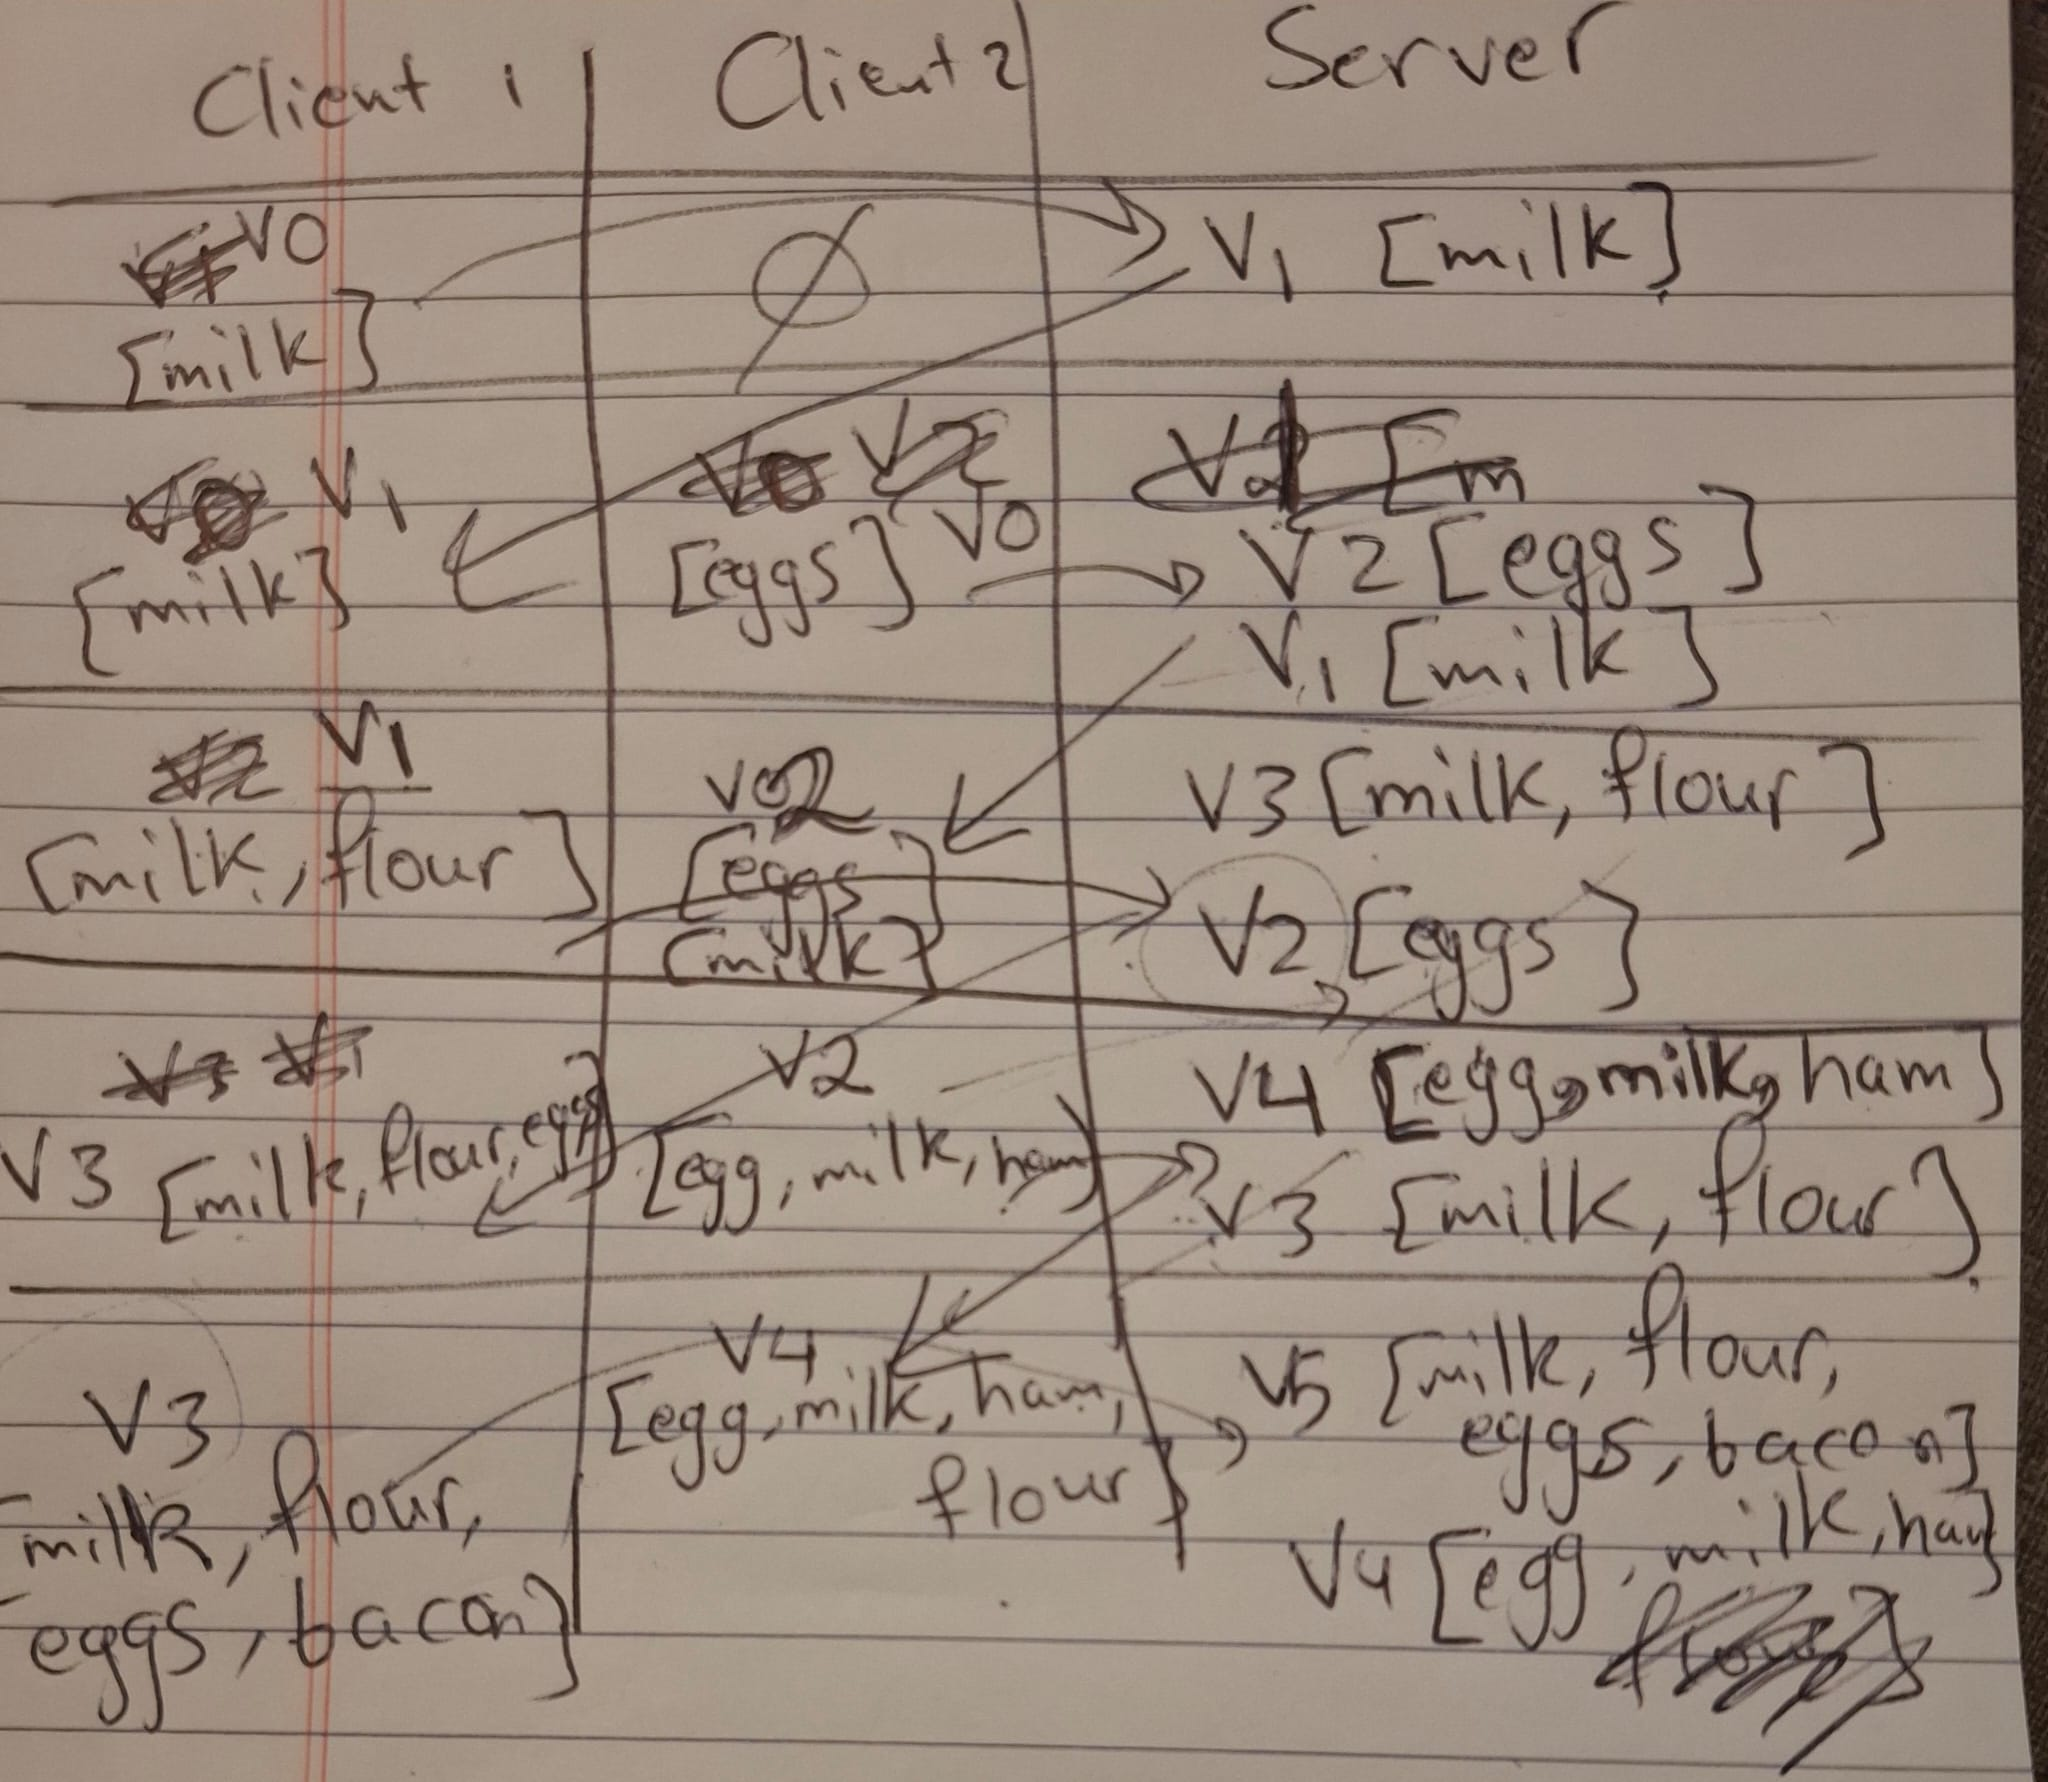 Client 1 Client 2 Server
V0 Ø V1 [milk]
[milk]
V1
[milk]
[eggs] V0
V2 [eggs]
V1 [milk]
V1
[milk, flour]
V2
[eggs
[milk]
V3 [milk, flour]
V2 [eggs]
V3 [milk, flour, eggs]
V2
[egg, milk, ham]
V4 [egg, milk, ham]
V3 [milk, flour]
V3
milk, flour,
eggs, bacon]
V4
[egg, milk, ham,
flour]
V5 [milk, flour,
eggs, bacon]
V4 [egg, milk, ham]